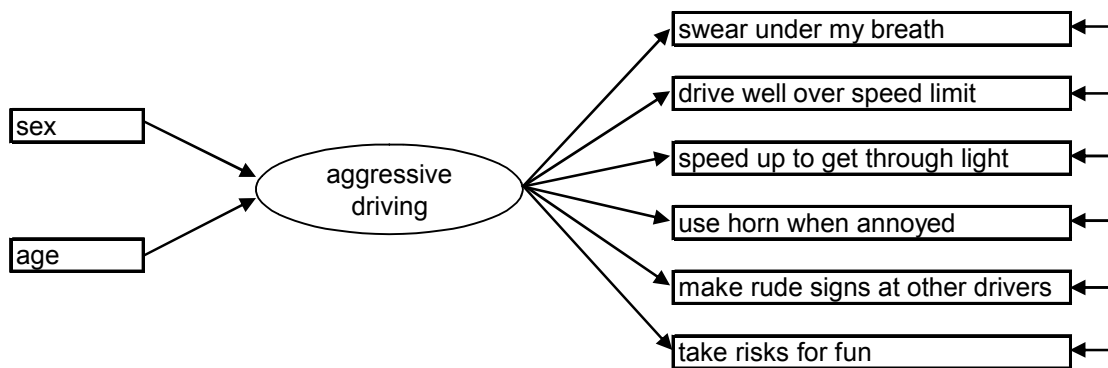 swear under my breath
drive well over speed limit
sex
speed up to get through light
aggressive
driving
use horn when annoyed
age
make rude signs at other drivers
take risks for fun